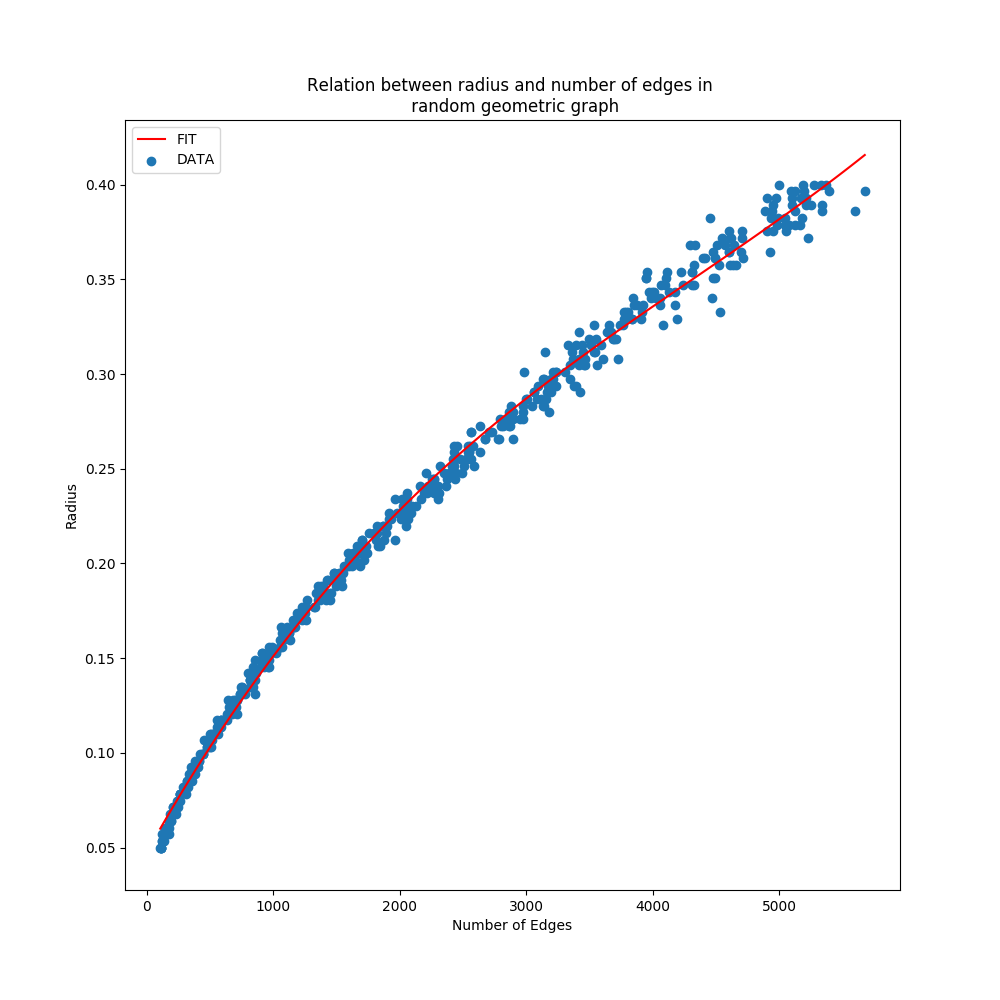 Relation between radius and number of edges in
random geometric graph
FIT
DATA
0.40
0.35
0.30
0.25
0.20
0.15
0.10
0.05
Radius
0 1000 2000 3000 4000 5000
Number of Edges